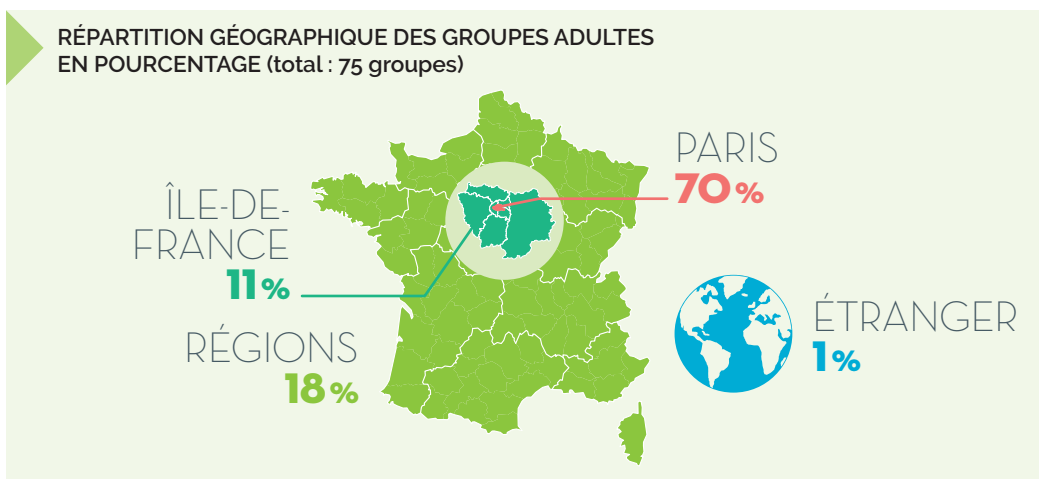 RÉPARTITION GÉOGRAPHIQUE DES GROUPES ADULTES
EN POURCENTAGE (total : 75 groupes)
PARIS
70 %
ÎLE-DE-
FRANCE
11 %
RÉGIONS
18 %
ÉTRANGER
1 %